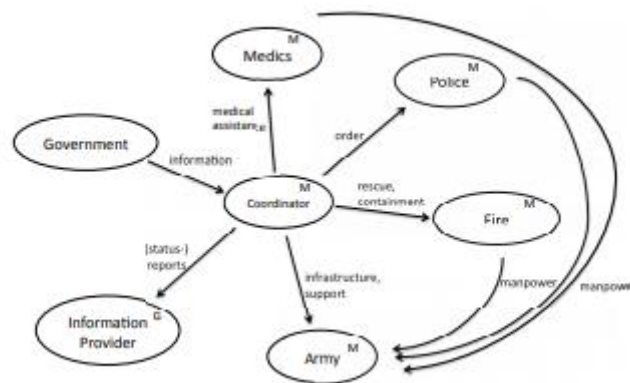 M
Medics
M
Police
medical
order
Government
information
M
Coordinator
rescue,
containment
M
Fire
(status-)
reports
infrastructure,
support
manpower
manpower
G
Information
Provider
M
Army